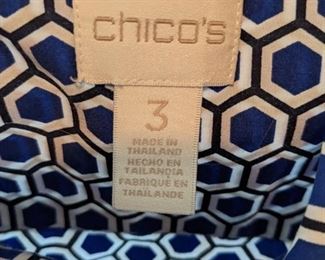 chico's
3
MADE IN
THAILAND
HECHO EN
TAILANDIA
FABRIQUE EN
THAILANDE